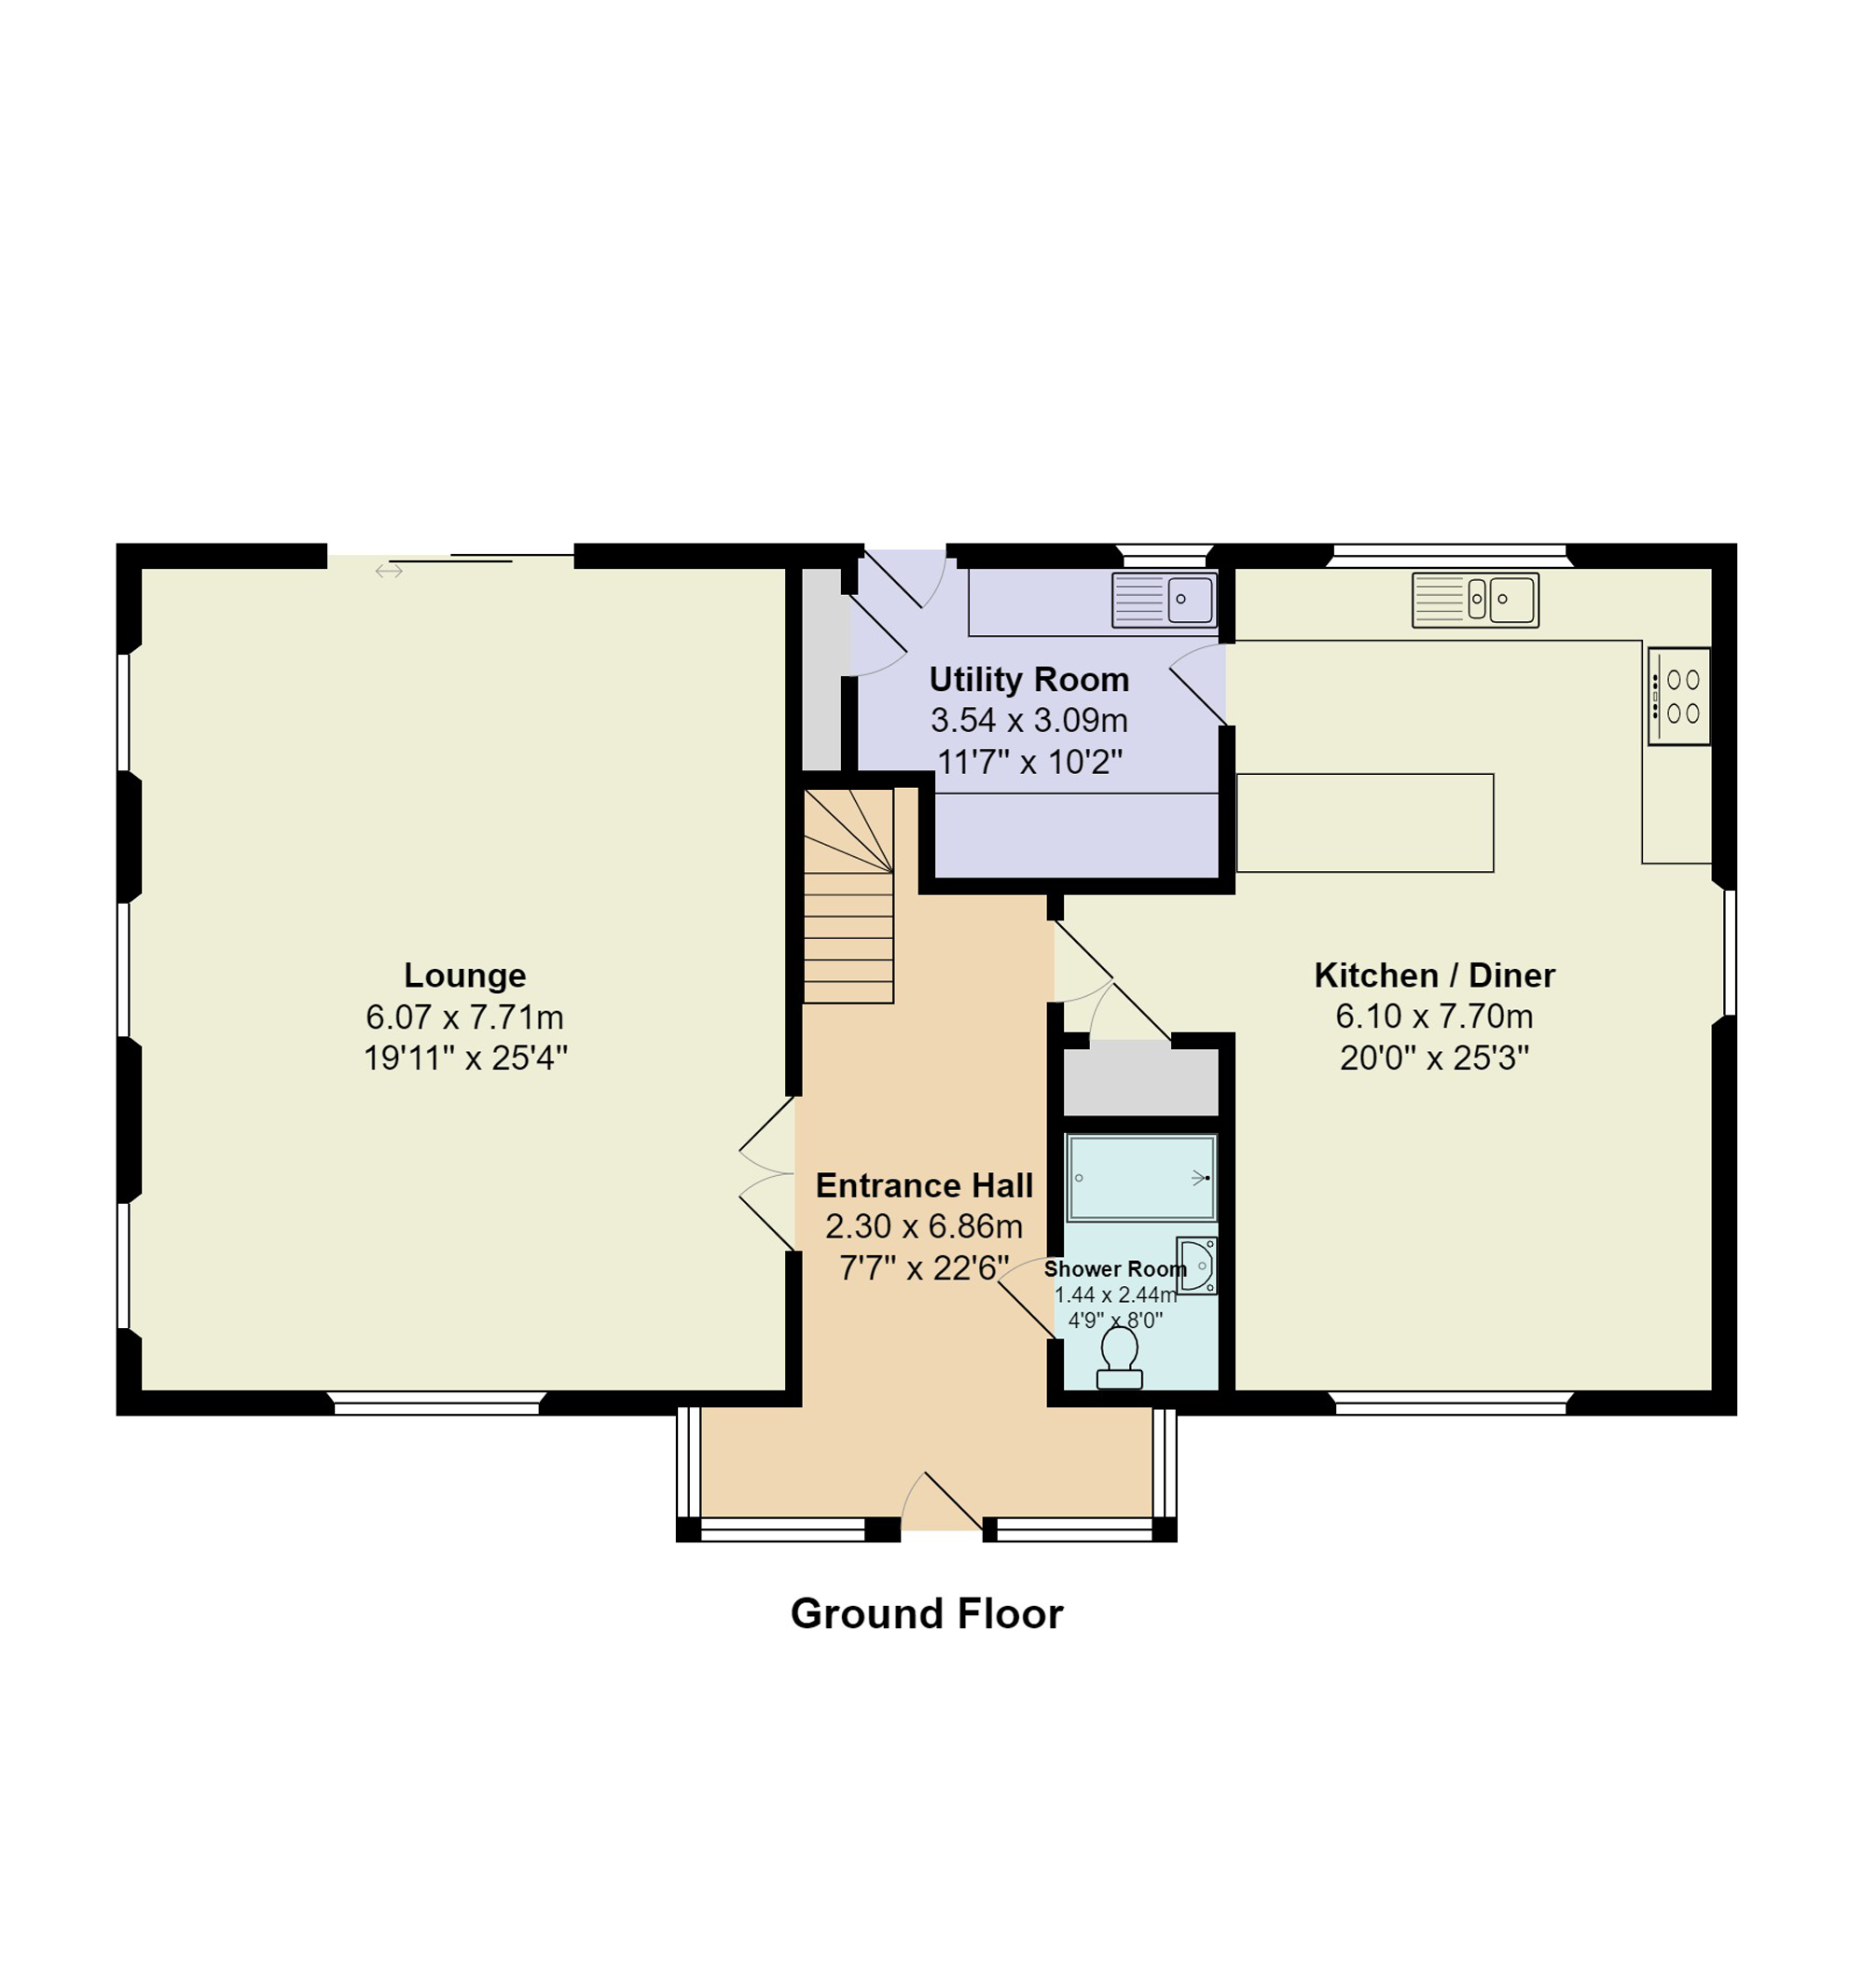 Utility Room
3.54 x 3.09m
11'7" x 10'2"
Lounge
6.07 x 7.71m
19'11" x 25'4"
Kitchen / Diner
6.10 x 7.70m
20'0" x 25'3"
Entrance Hall
2.30 x 6.86m
7'7" x 22'6"
Shower Room
1.44 x 2.44m
4'9" x 8'0"
Ground Floor